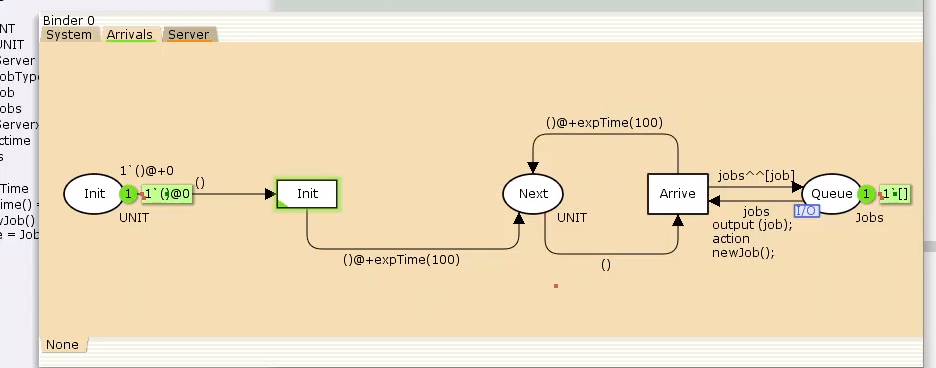 Binder 0
System Arrivals Server
NT
UNIT
Server
obType
ob
obs
Serverx
ctime
s
Time
ime() =
wJob() =
e = Job
()@+expTime(100)
1`()@+0
Init 1 1`()@0 () Init
UNIT
Next
UNIT
Arrive
jobs^^[job]
Queue 1 1`[]
jobs I/O Jobs
output (job);
action
newJob();
()@+expTime(100)
()
None